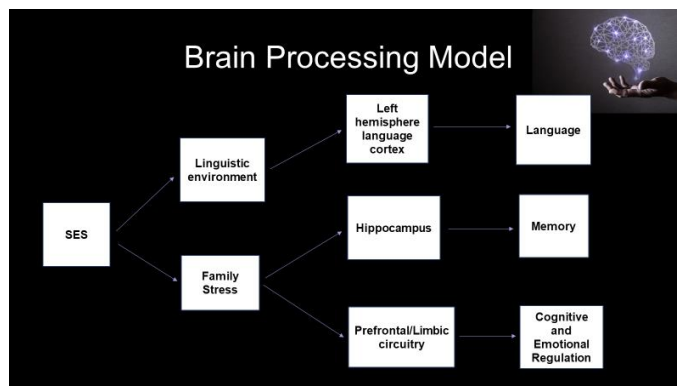 Brain Processing Model
Left
hemisphere
language
cortex
Language
Linguistic
environment
SES
Hippocampus
Memory
Family
Stress
Prefrontal/Limbic
circuitry
Cognitive
and
Emotional
Regulation